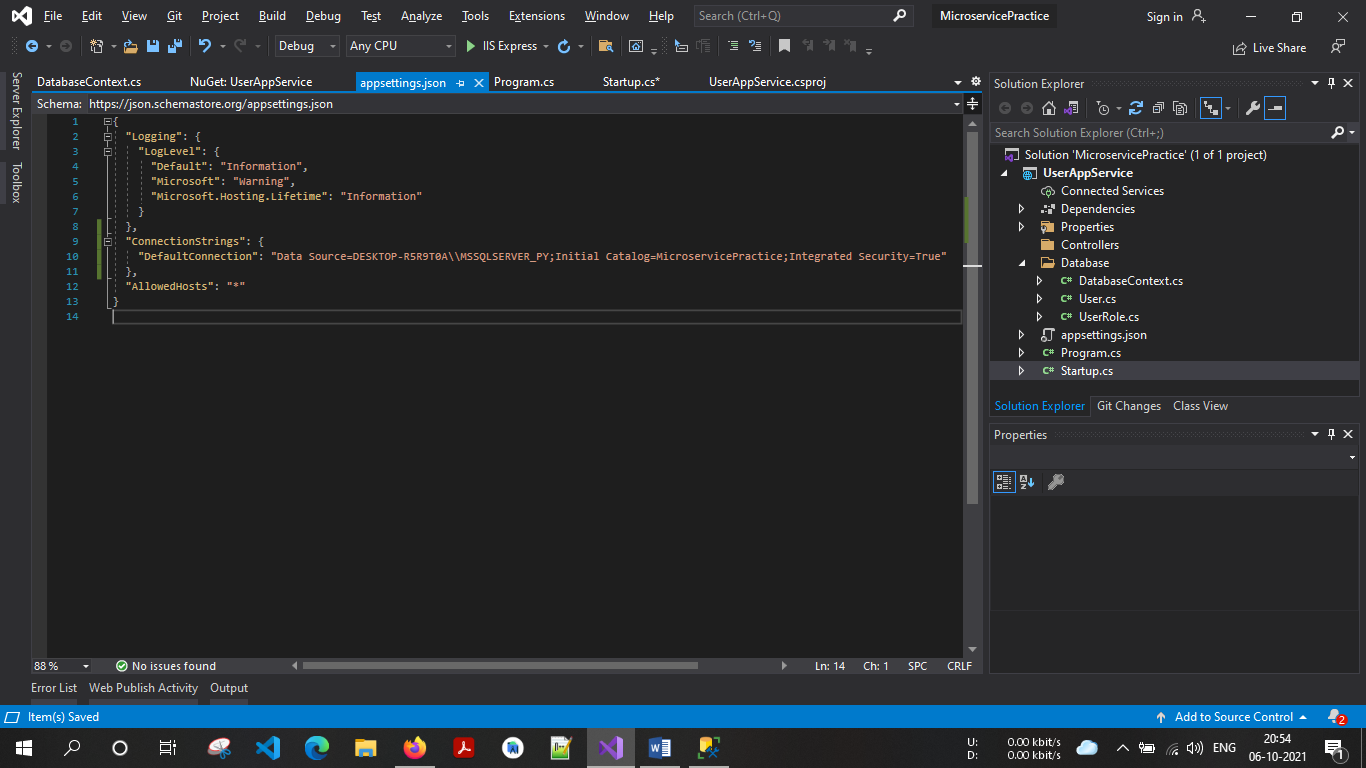 File Edit View Git Project Build Debug Test Analyze Tools Extensions Window Help Search (Ctrl+Q) MicroservicePractice Sign in
Debug Any CPU IIS Express Live Share
Server Explorer
Toolbox
DatabaseContext.cs NuGet: UserAppService appsettings.json Program.cs Startup.cs* UserAppService.csproj
Schema: https://json.schemastore.org/appsettings.json
1 {
2 "Logging": {
3 "LogLevel": {
4 "Default": "Information",
5 "Microsoft": "Warning",
6 "Microsoft.Hosting.Lifetime": "Information"
7 }
8 },
9 "ConnectionStrings": {
10 "DefaultConnection": "Data Source=DESKTOP-R5R9T0A\\MSSQLSERVER_PY;Initial Catalog=MicroservicePractice;Integrated Security=True"
11 },
12 "AllowedHosts": "*"
13 }
14
88 % No issues found Ln: 14 Ch: 1 SPC CRLF
Solution Explorer
Search Solution Explorer (Ctrl+;)
Solution 'MicroservicePractice' (1 of 1 project)
UserAppService
Connected Services
Dependencies
Properties
Controllers
Database
C# DatabaseContext.cs
C# User.cs
C# UserRole.cs
appsettings.json
C# Program.cs
C# Startup.cs
Solution Explorer Git Changes Class View
Properties
Error List Web Publish Activity Output
Item(s) Saved Add to Source Control 2
U: 0.00 kbit/s
D: 0.00 kbit/s
ENG
20:54
06-10-2021
1